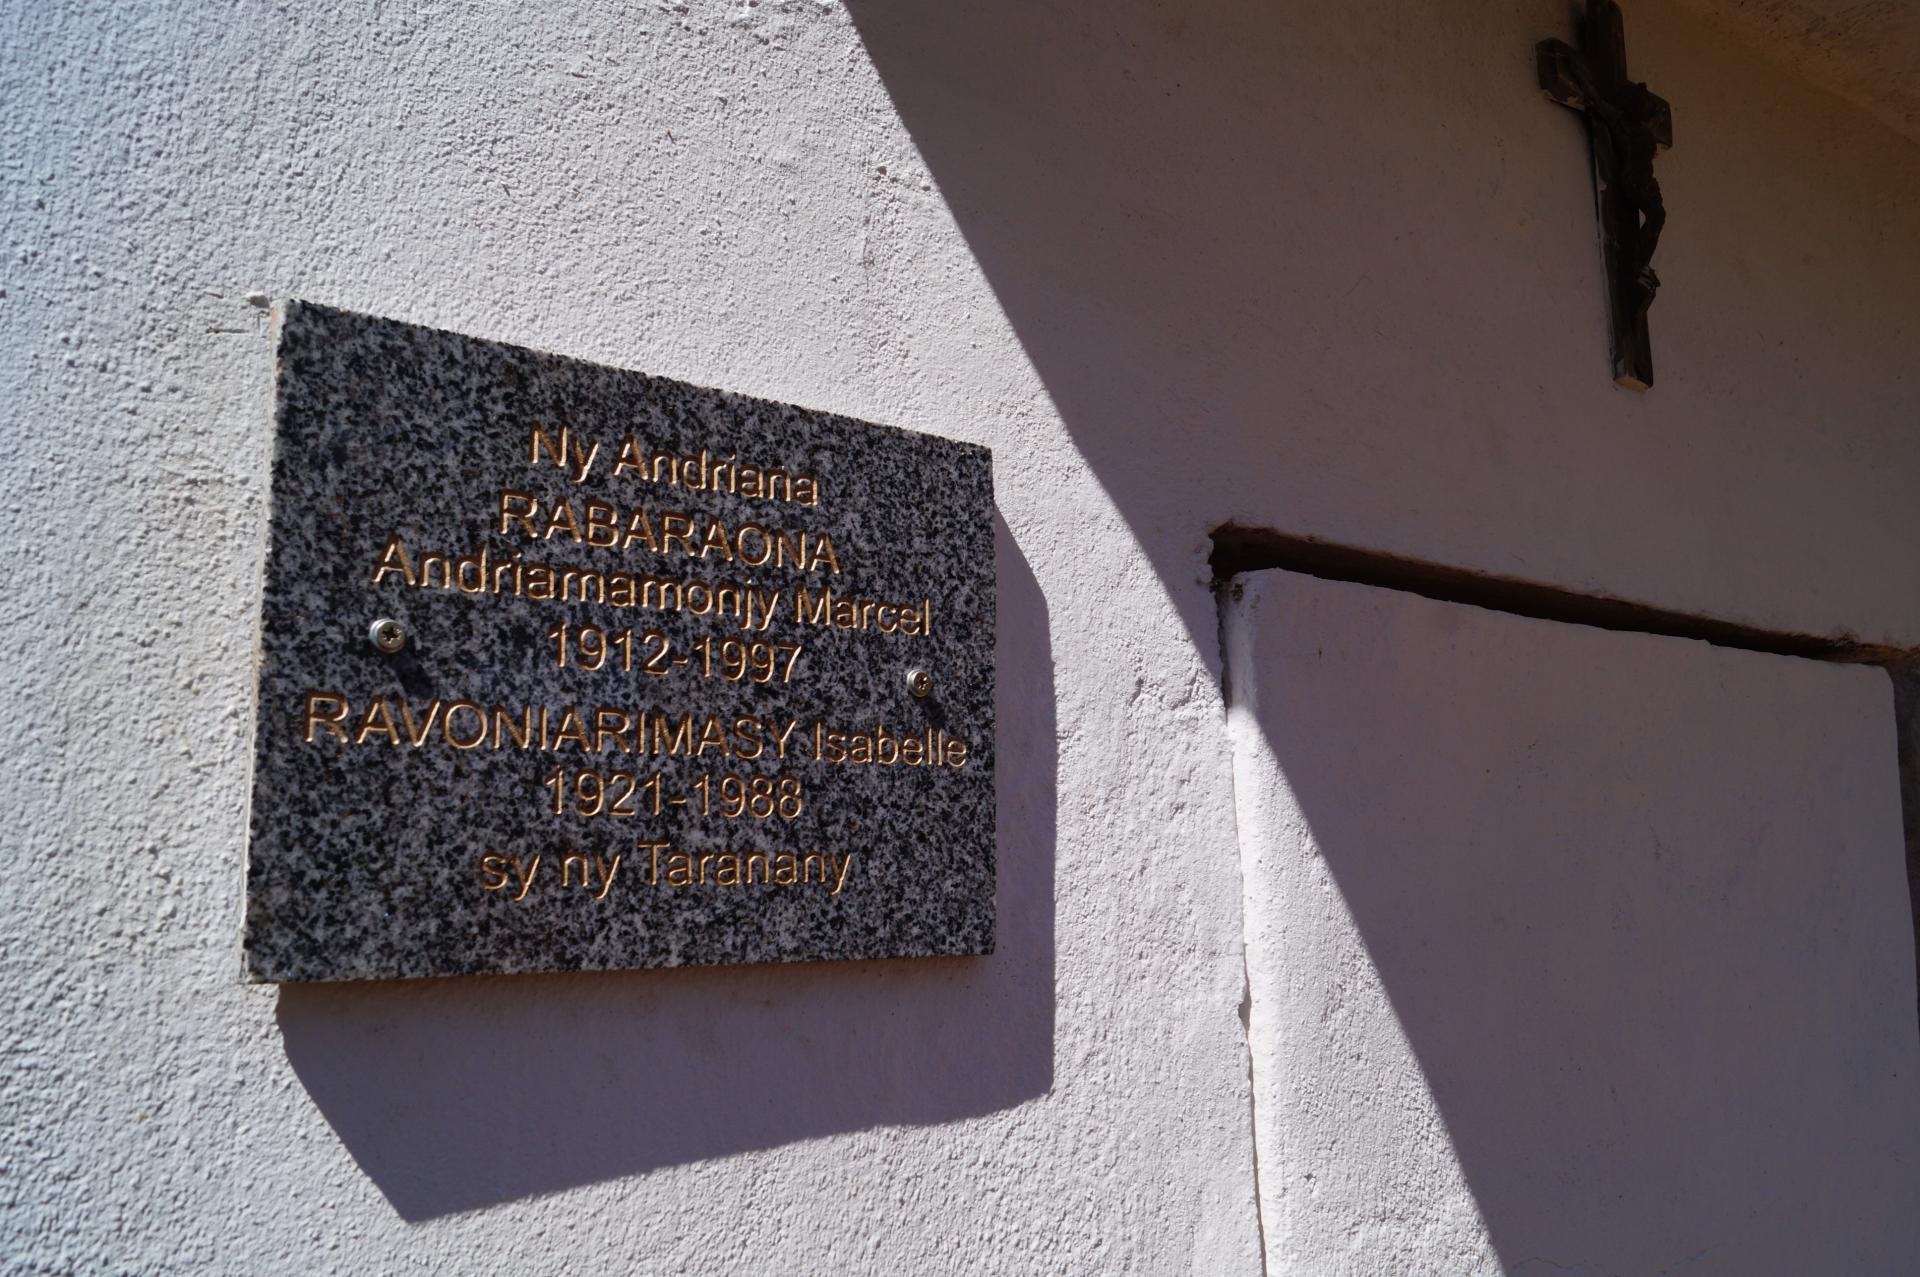 Ny Andriana
RABARAONA
Andriamamonjy Marcel
1912-1997
RAVONIARIMASY Isabelle
1921-1988
sy ny Taranany